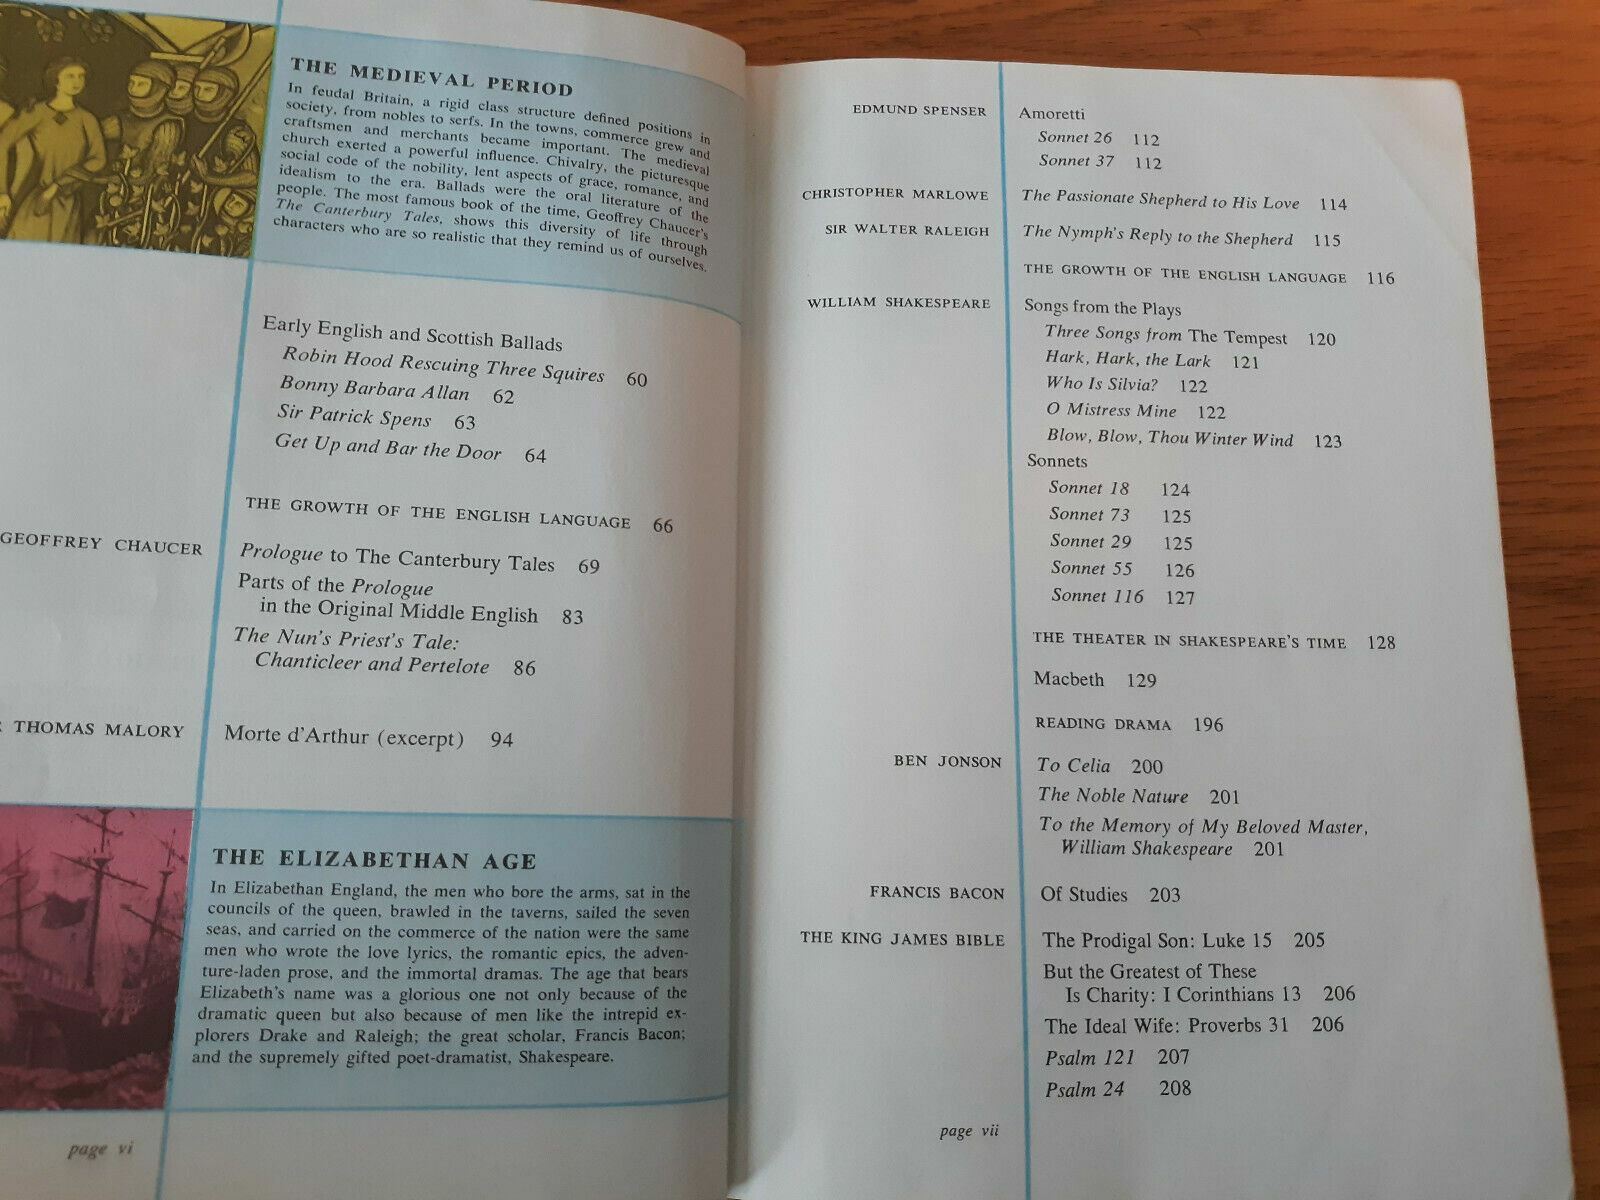 THE MEDIEVAL PERIOD
In feudal Britain, a rigid class structure defined positions in
society, from nobles to serfs. In the towns, commerce grew and
craftsmen and merchants became important. The medieval
church exerted a powerful influence. Chivalry, the picturesque
social code of the nobility, lent aspects of grace, romance, and
idealism to the era. Ballads were the oral literature of the
people. The most famous book of the time, Geoffrey Chaucer's
The Canterbury Tales, shows this diversity of life through
characters who are so realistic that they remind us of ourselves.
Early English and Scottish Ballads
Robin Hood Rescuing Three Squires 60
Bonny Barbara Allan 62
Sir Patrick Spens 63
Get Up and Bar the Door 64
THE GROWTH OF THE ENGLISH LANGUAGE 66
GEOFFREY CHAUCER Prologue to The Canterbury Tales 69
Parts of the Prologue
in the Original Middle English 83
The Nun's Priest's Tale:
Chanticleer and Pertelote 86
THOMAS MALORY Morte d'Arthur (excerpt) 94
THE ELIZABETHAN AGE
In Elizabethan England, the men who bore the arms, sat in the
councils of the queen, brawled in the taverns, sailed the seven
seas, and carried on the commerce of the nation were the same
men who wrote the love lyrics, the romantic epics, the adven-
ture-laden prose, and the immortal dramas. The age that bears
Elizabeth's name was a glorious one not only because of the
dramatic queen but also because of men like the intrepid ex-
plorers Drake and Raleigh; the great scholar, Francis Bacon;
and the supremely gifted poet-dramatist, Shakespeare.
page vi
EDMUND SPENSER Amoretti
Sonnet 26 112
Sonnet 37 112
CHRISTOPHER MARLOWE The Passionate Shepherd to His Love 114
SIR WALTER RALEIGH The Nymph's Reply to the Shepherd 115
THE GROWTH OF THE ENGLISH LANGUAGE 116
WILLIAM SHAKESPEARE Songs from the Plays
Three Songs from The Tempest 120
Hark, Hark, the Lark 121
Who Is Silvia? 122
O Mistress Mine 122
Blow, Blow, Thou Winter Wind 123
Sonnets
Sonnet 18 124
Sonnet 73 125
Sonnet 29 125
Sonnet 55 126
Sonnet 116 127
THE THEATER IN SHAKESPEARE'S TIME 128
Macbeth 129
READING DRAMA 196
BEN JONSON To Celia 200
The Noble Nature 201
To the Memory of My Beloved Master,
William Shakespeare 201
FRANCIS BACON Of Studies 203
THE KING JAMES BIBLE The Prodigal Son: Luke 15 205
But the Greatest of These
Is Charity: I Corinthians 13 206
The Ideal Wife: Proverbs 31 206
Psalm 121 207
Psalm 24 208
page vii